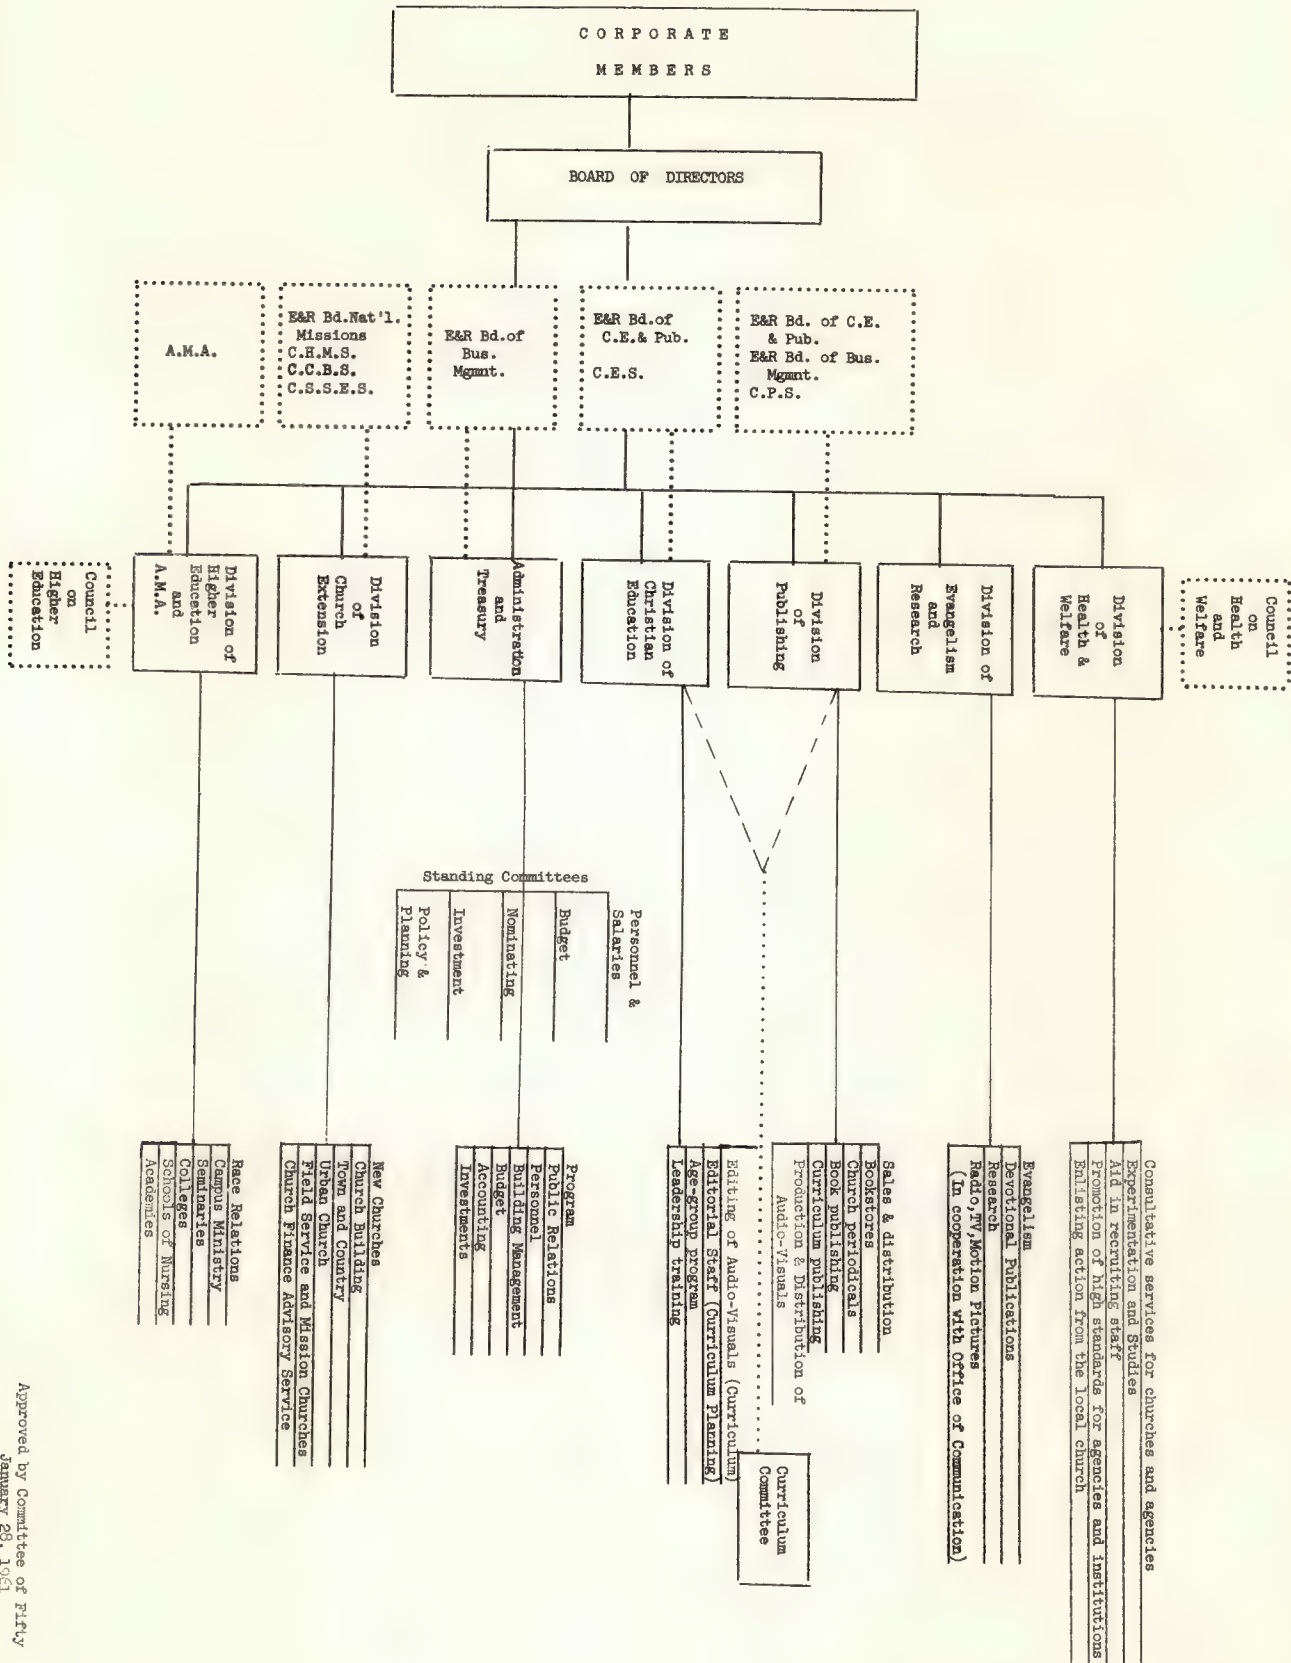 CORPORATE
MEMBERS
BOARD OF DIRECTORS
A.M.A.
E&R Bd.Nat'l.
Missions
C.H.M.S.
C.C.B.S.
C.S.S.E.S.
E&R Bd.of
Bus.
Mgmnt.
E&R Bd.of
C.E.& Pub.
C.E.S.
E&R Bd. of C.E.
& Pub.
E&R Bd. of Bus.
Mgmnt.
C.P.S.
Council
on
Higher
Education
Division of
Higher
Education
and
A.M.A.
Division
of
Church
Extension
Administration
and
Treasury
Division of
Christian
Education
Division
of
Publishing
Division of
Evangelism
and
Research
Division
of
Health &
Welfare
Council
on
Health
and
Welfare
Standing Committees
Policy &
Planning
Investment
Nominating
Budget
Personnel &
Salaries
Race Relations
Campus Ministry
Seminaries
Colleges
Schools of Nursing
Academies
New Churches
Church Building
Town and Country
Urban Church
Field Service and Mission Churches
Church Finance Advisory Service
Program
Public Relations
Personnel
Building Management
Budget
Accounting
Investments
Editing of Audio-Visuals (Curriculum)
Editorial Staff (Curriculum Planning)
Age-group program
Leadership training
Curriculum
Committee
Sales & distribution
Bookstores
Church periodicals
Book publishing
Curriculum publishing
Production & Distribution of
Audio-Visuals
Evangelism
Devotional Publications
Research
Radio,TV,Motion Pictures
(In cooperation with Office of Communication)
Consultative services for churches and agencies
Experimentation and Studies
Aid in recruiting staff
Promotion of high standards for agencies and institutions
Enlisting action from the local church
Approved by Committee of Fifty
January 28, 1961